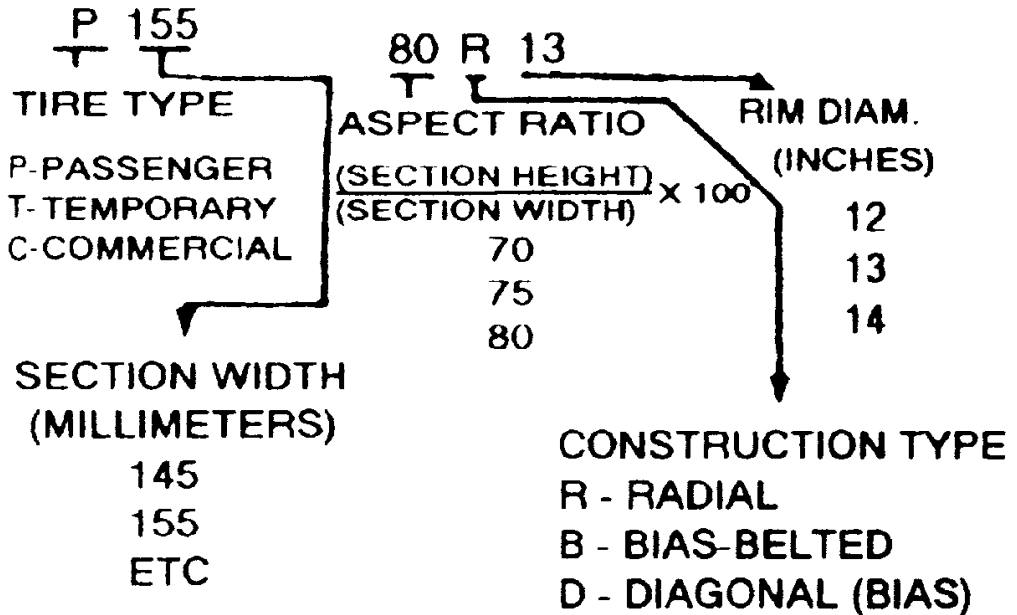 P 155
80 R 13
TIRE TYPE
P-PASSENGER
T-TEMPORARY
C-COMMERCIAL
ASPECT RATIO
(SECTION HEIGHT)
(SECTION WIDTH)
X 100
70
75
80
RIM DIAM.
(INCHES)
12
13
14
SECTION WIDTH
(MILLIMETERS)
145
155
ETC
CONSTRUCTION TYPE
R - RADIAL
B - BIAS-BELTED
D - DIAGONAL (BIAS)